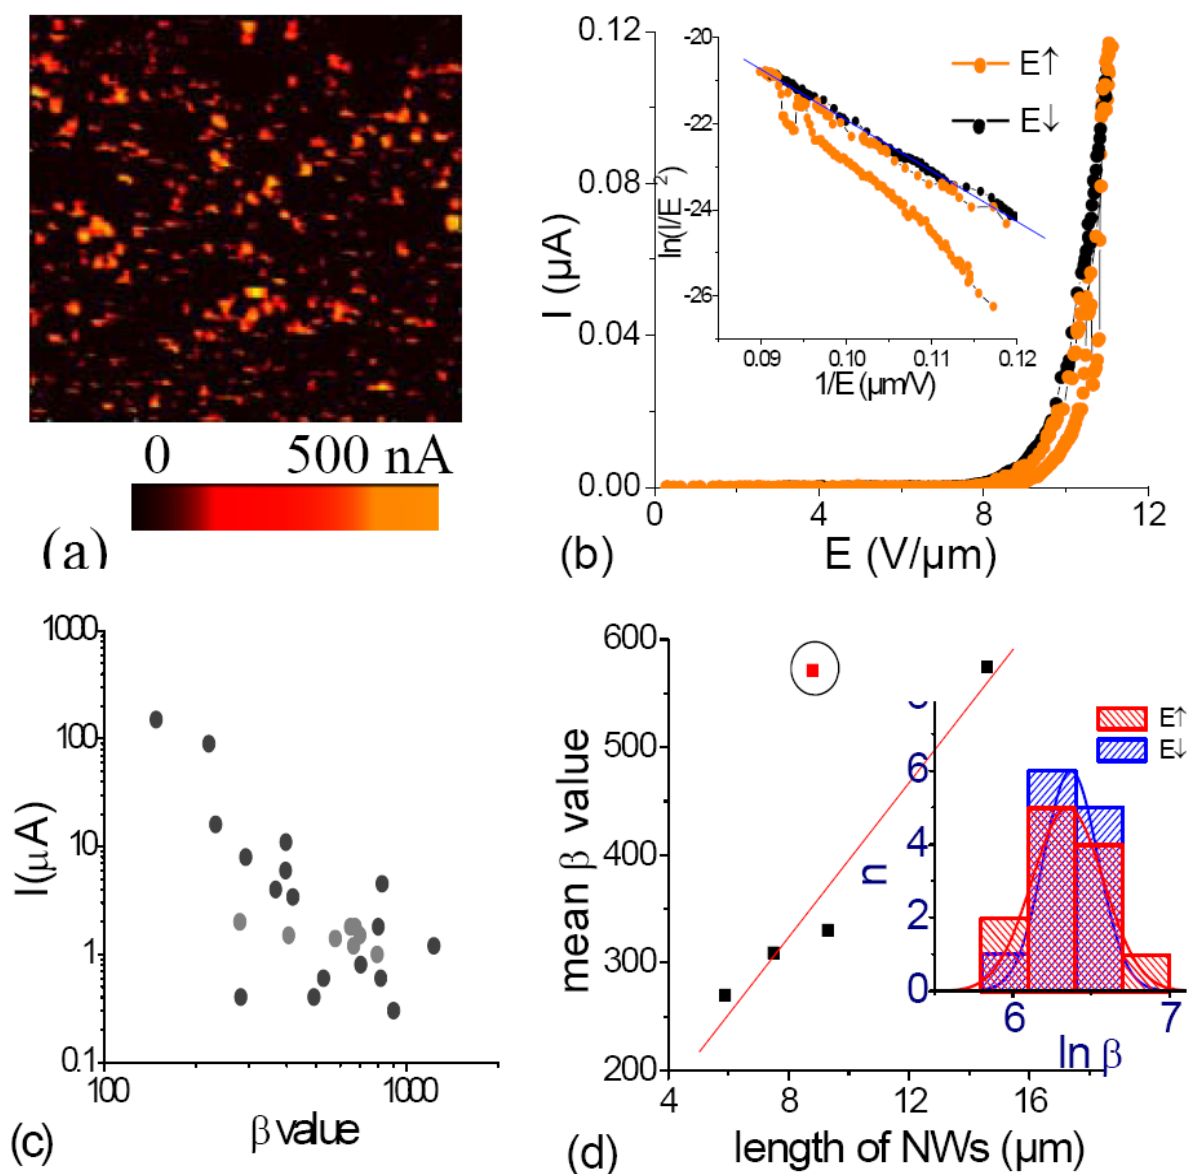 0 500 nA
(a)
0.12
0.08
0.04
0.00
I (µA)
0 4 8 12
E (V/µm)
(b)
-20
-22
-24
-26
ln(I/E²)
0.09 0.10 0.11 0.12
1/E (µm/V)
E↑
E↓
1000
100
10
1
0.1
I(µA)
100 1000
β value
(c)
600
500
400
300
200
mean β value
4 8 12 16
length of NWs (µm)
(d)
8
6
4
2
0
n
6 7
ln β
E↑
E↓